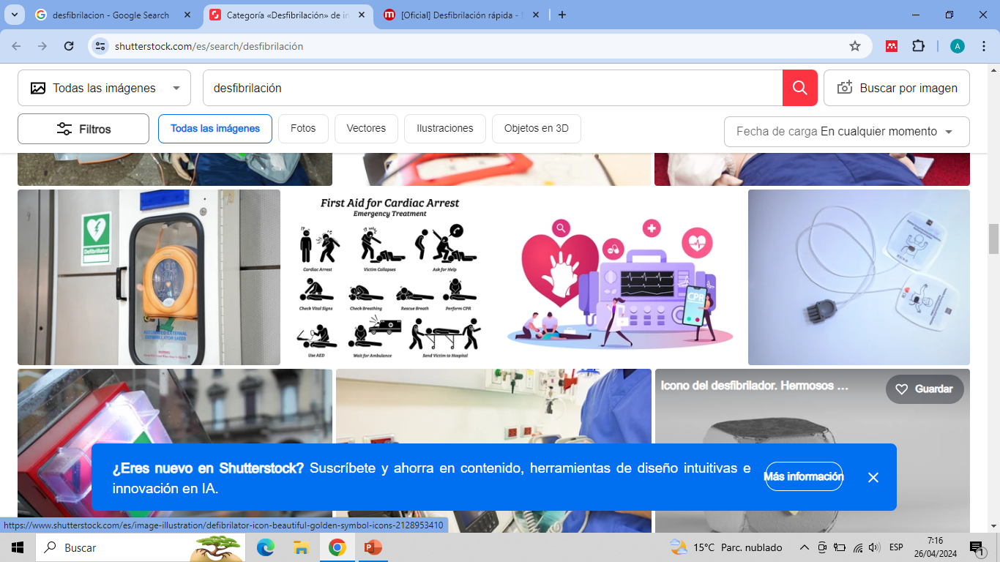 desfibrilacion - Google Search
Categoría «Desfibrilación» de in
[Oficial] Desfibrilación rápida -
shutterstock.com/es/search/desfibrilación
A
Todas las imágenes
desfibrilación
Buscar por imagen
Filtros
Todas las imágenes
Fotos
Vectores
Ilustraciones
Objetos en 3D
Fecha de carga En cualquier momento
Defibrillator
AUTOMATED EXTERNAL
DEFIBRILLATOR (AED)
First Aid for Cardiac Arrest
Emergency Treatment
Cardiac Arrest
Victim Collapses
Ask for Help
Check Vital Signs
Check Breathing
Rescue Breath
Perform CPR
Use AED
Wait for Ambulance
Send Victim to Hospital
CPR
Icono del desfibrilador. Hermosos …
Guardar
¿Eres nuevo en Shutterstock? Suscríbete y ahorra en contenido, herramientas de diseño intuitivas e
innovación en IA.
Más información
https://www.shutterstock.com/es/image-illustration/defibrilator-icon-beautiful-golden-symbol-icons-2128953410
Buscar
15°C Parc. nublado
ESP
7:16
26/04/2024
1